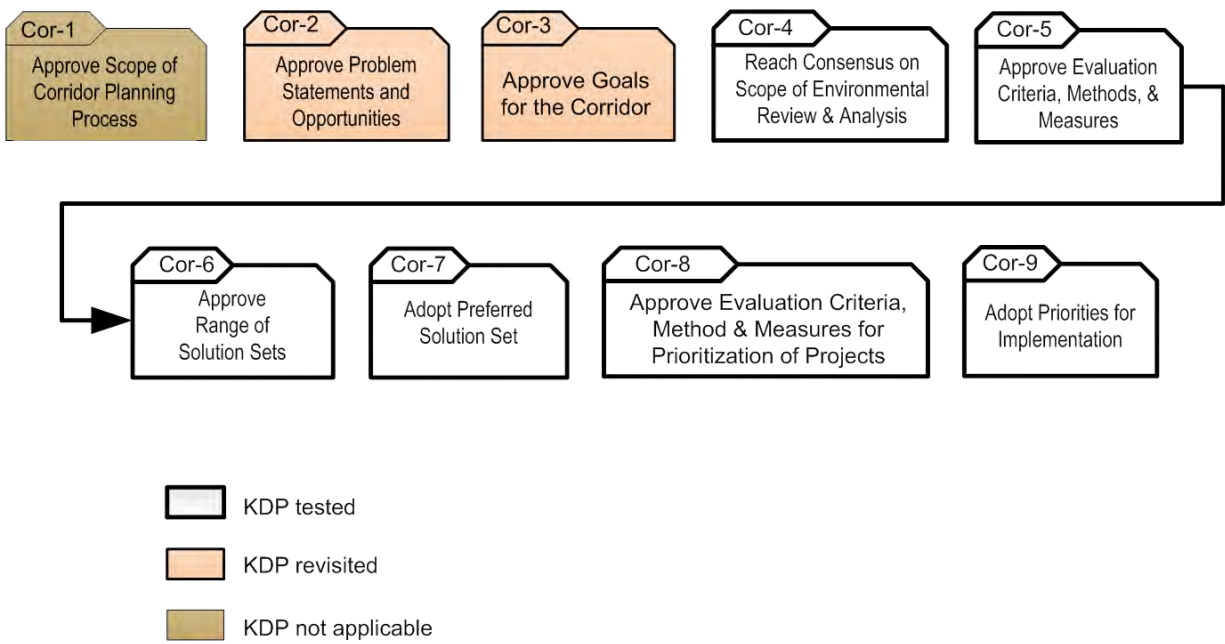 Cor-1
Approve Scope of
Corridor Planning
Process
Cor-2
Approve Problem
Statements and
Opportunities
Cor-3
Approve Goals
for the Corridor
Cor-4
Reach Consensus on
Scope of Environmental
Review & Analysis
Cor-5
Approve Evaluation
Criteria, Methods, &
Measures
Cor-6
Approve
Range of
Solution Sets
Cor-7
Adopt Preferred
Solution Set
Cor-8
Approve Evaluation Criteria,
Method & Measures for
Prioritization of Projects
Cor-9
Adopt Priorities for
Implementation
KDP tested
KDP revisited
KDP not applicable